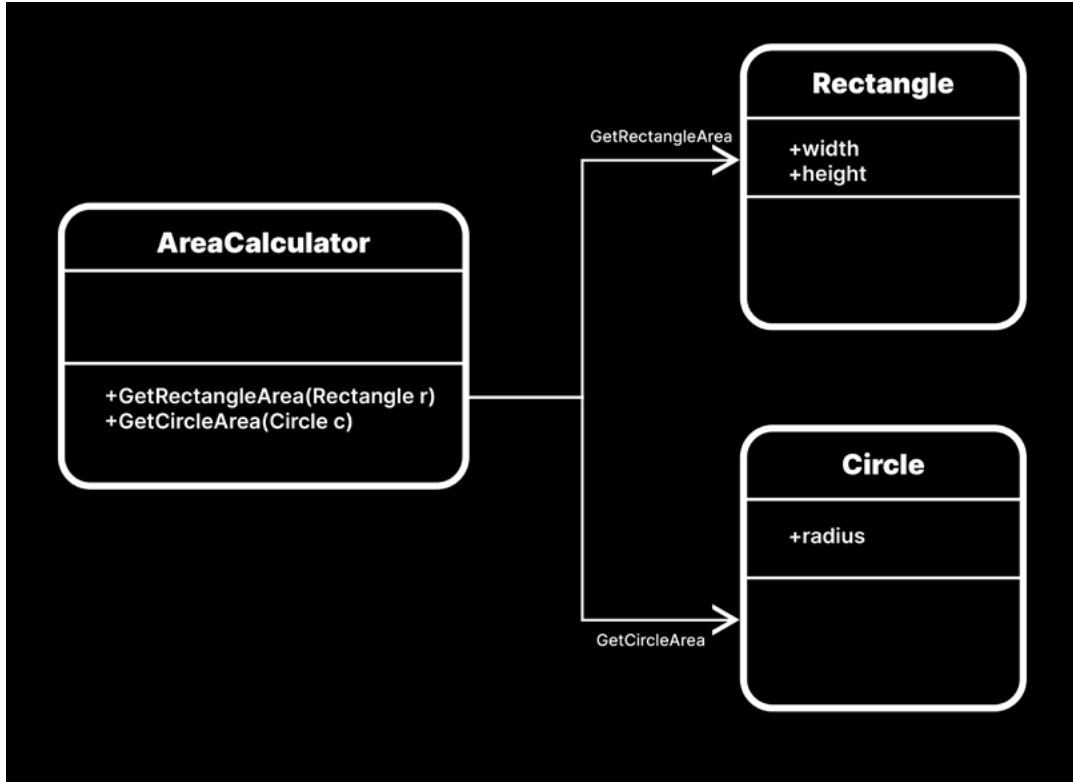 AreaCalculator
+GetRectangleArea(Rectangle r)
+GetCircleArea(Circle c)
GetRectangleArea
Rectangle
+width
+height
GetCircleArea
Circle
+radius